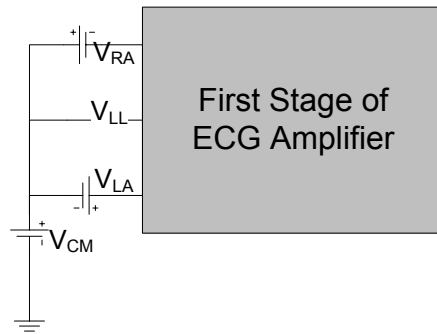 + −
V_RA
First Stage of
ECG Amplifier
V_LL
V_LA
− +
+
V_CM
−